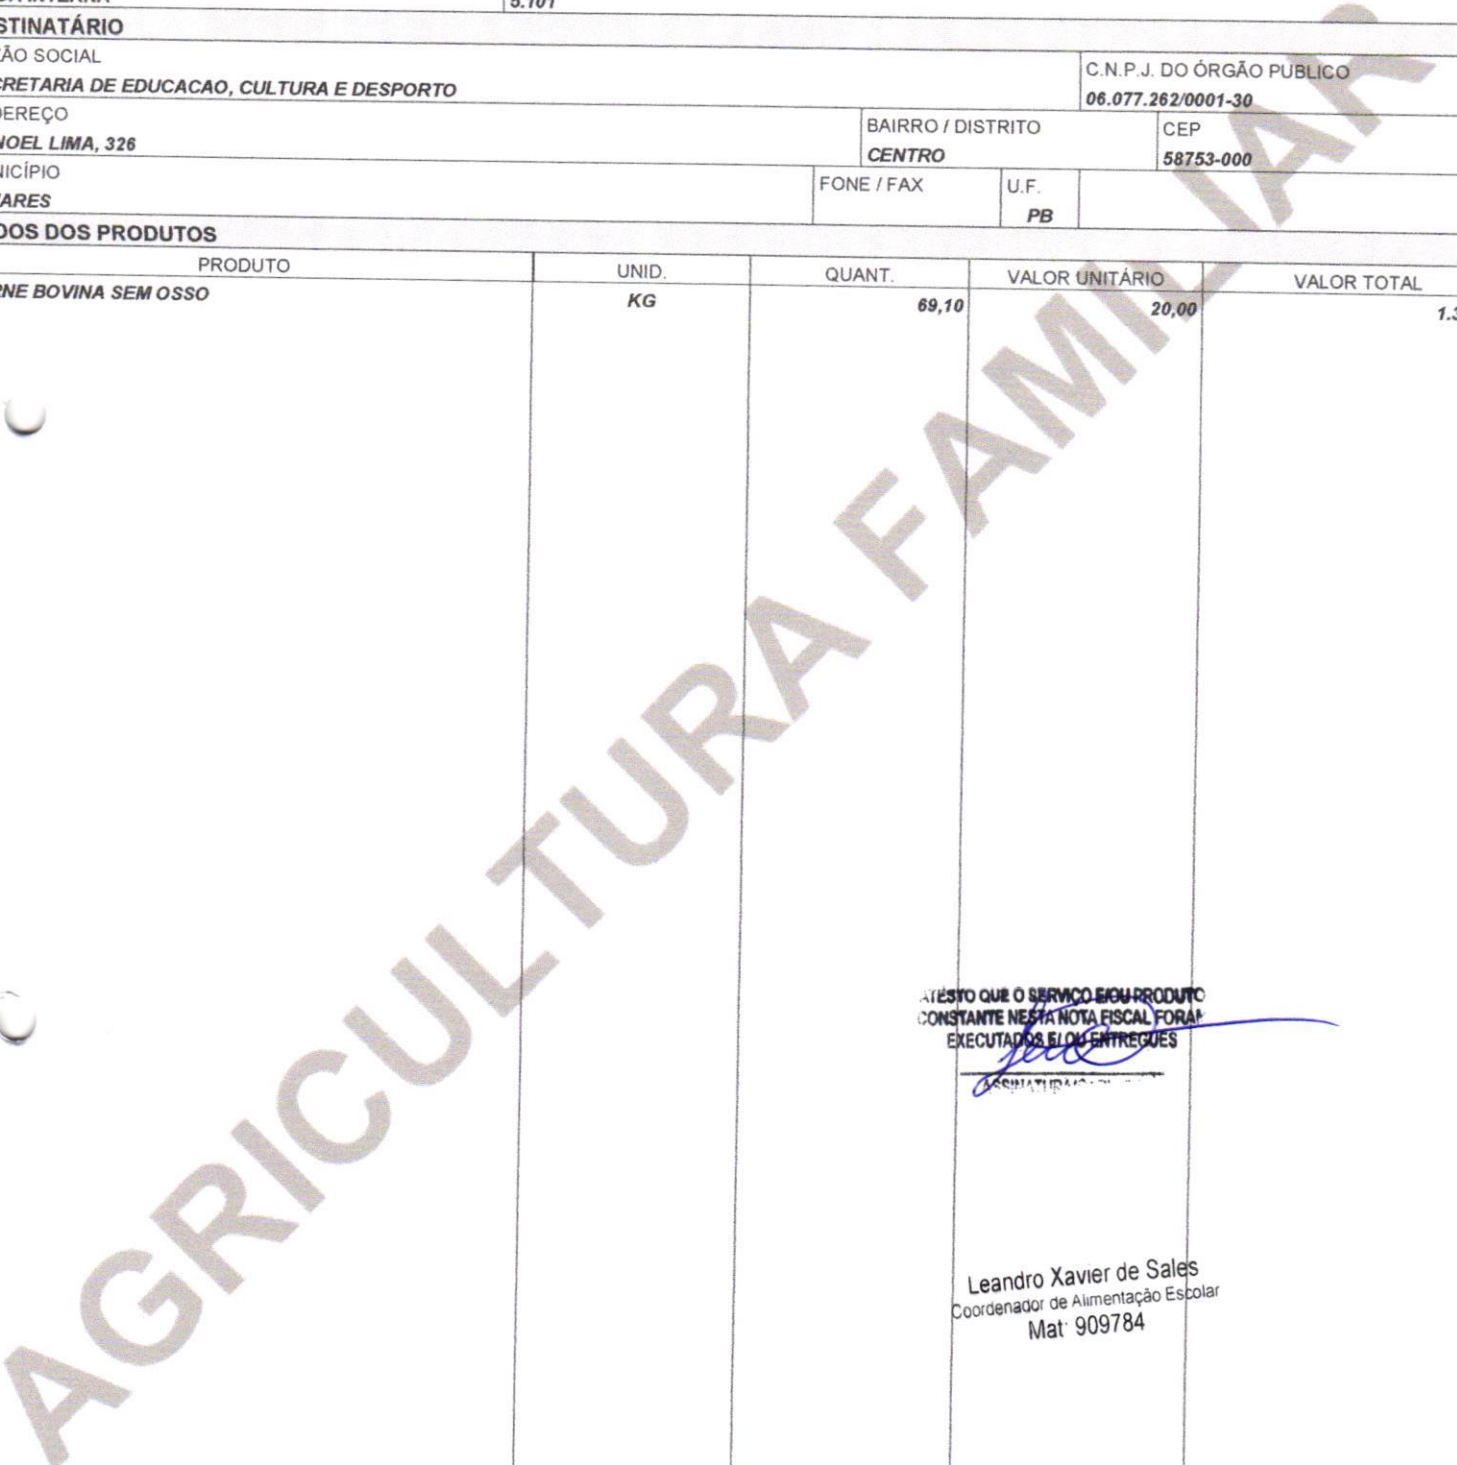 5.101
STINATÁRIO
ÃO SOCIAL
CRETARIA DE EDUCACAO, CULTURA E DESPORTO
C.N.P.J. DO ÓRGÃO PUBLICO
06.077.262/0001-30
DEREÇO
NOEL LIMA, 326
BAIRRO / DISTRITO
CENTRO
CEP
58753-000
NICÍPIO
ARES
FONE / FAX
U.F.
PB
DOS DOS PRODUTOS
PRODUTO UNID. QUANT. VALOR UNITÁRIO VALOR TOTAL
RNE BOVINA SEM OSSO KG 69,10 20,00 1.3
AGRICULTURA FAMILIAR
ATESTO QUE O SERVIÇO E/OU PRODUTO
CONSTANTE NESTA NOTA FISCAL FORAM
EXECUTADOS E/ OU ENTREGUES
ASSINATURA
Leandro Xavier de Sales
Coordenador de Alimentação Escolar
Mat 909784